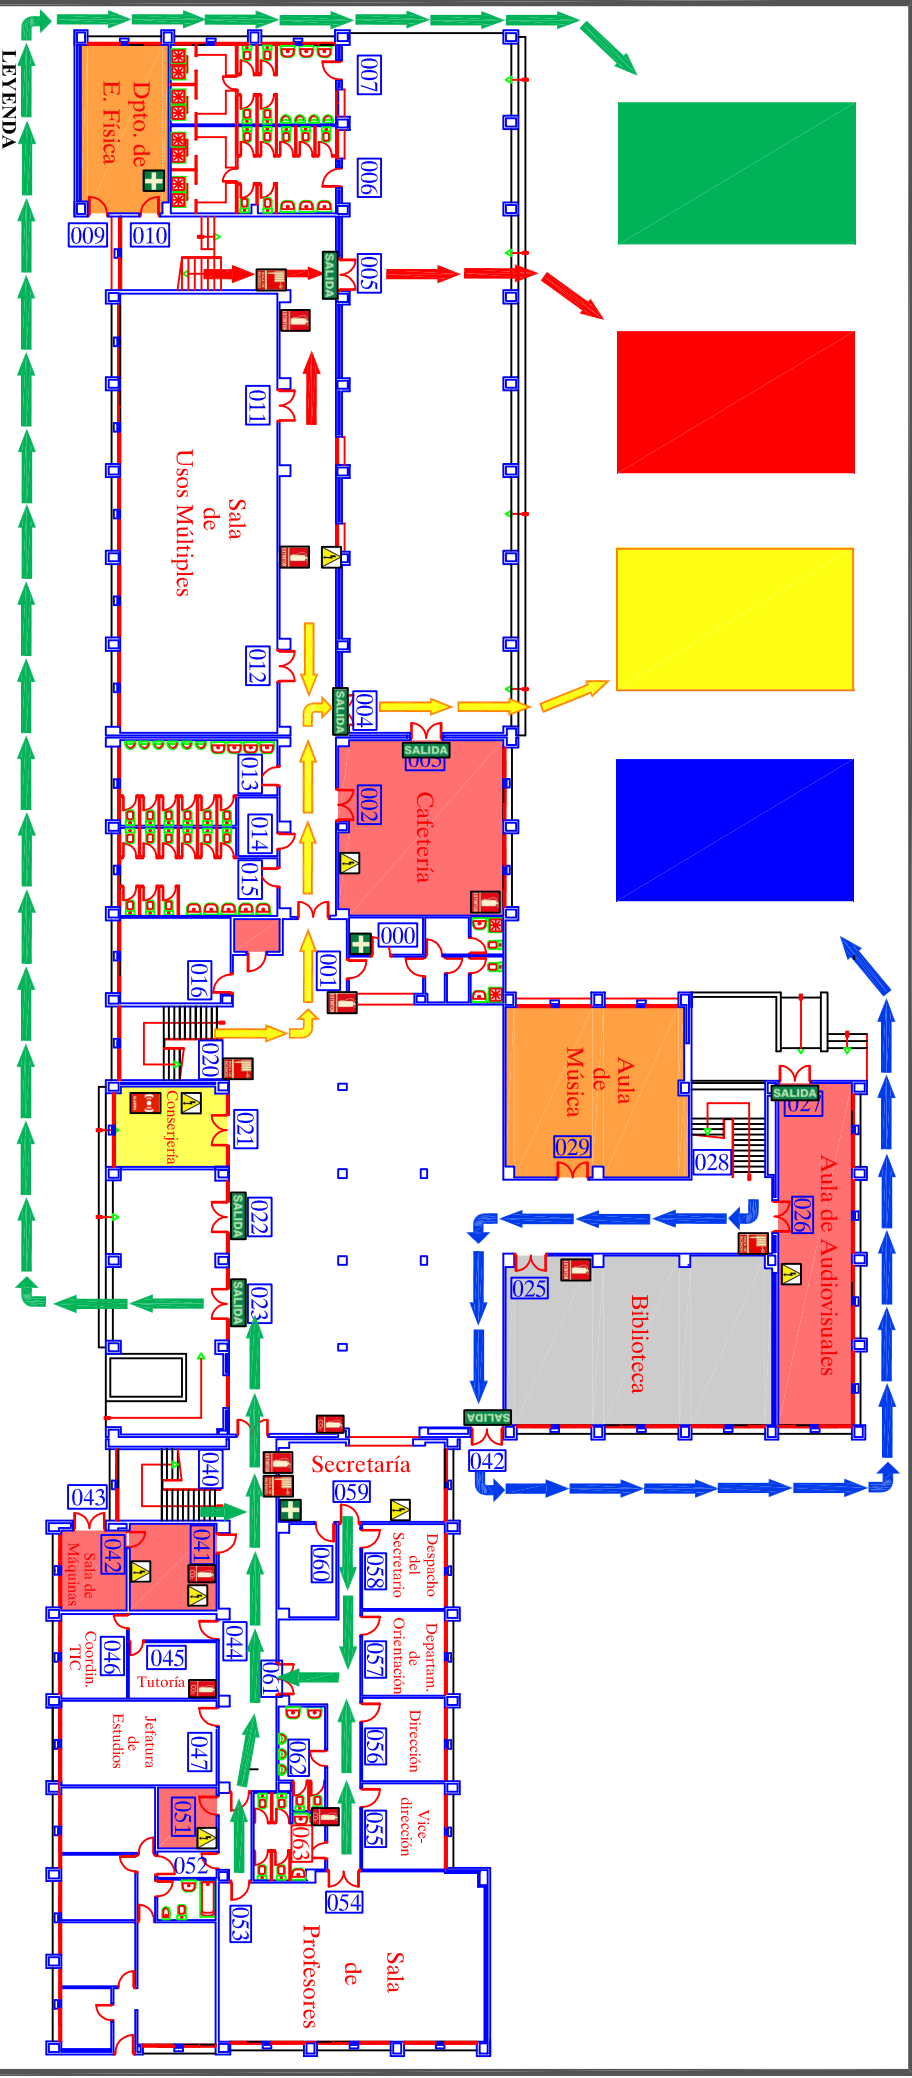 LEYENDA
Dpto. de
E. Física
007
006
009
010
005
SALIDA
011
Sala
de
Usos Múltiples
012
004
SALIDA
SALIDA
003
002
Cafetería
013
014
015
000
001
016
020
Conserjería
021
022
SALIDA
023
SALIDA
Aula
de
Música
029
028
027
SALIDA
026
Aula de Audiovisuales
025
Biblioteca
SALIDA
042
040
Secretaría
059
043
042
Sala de
Máquinas
041
060
058
Despacho
del
Secretario
044
045
Tutoría
046
Coordin.
TIC
061
057
Departam.
de
Orientación
047
Jefatura
de
Estudios
062
056
Dirección
051
063
055
Vice-
dirección
052
053
054
Sala
de
Profesores